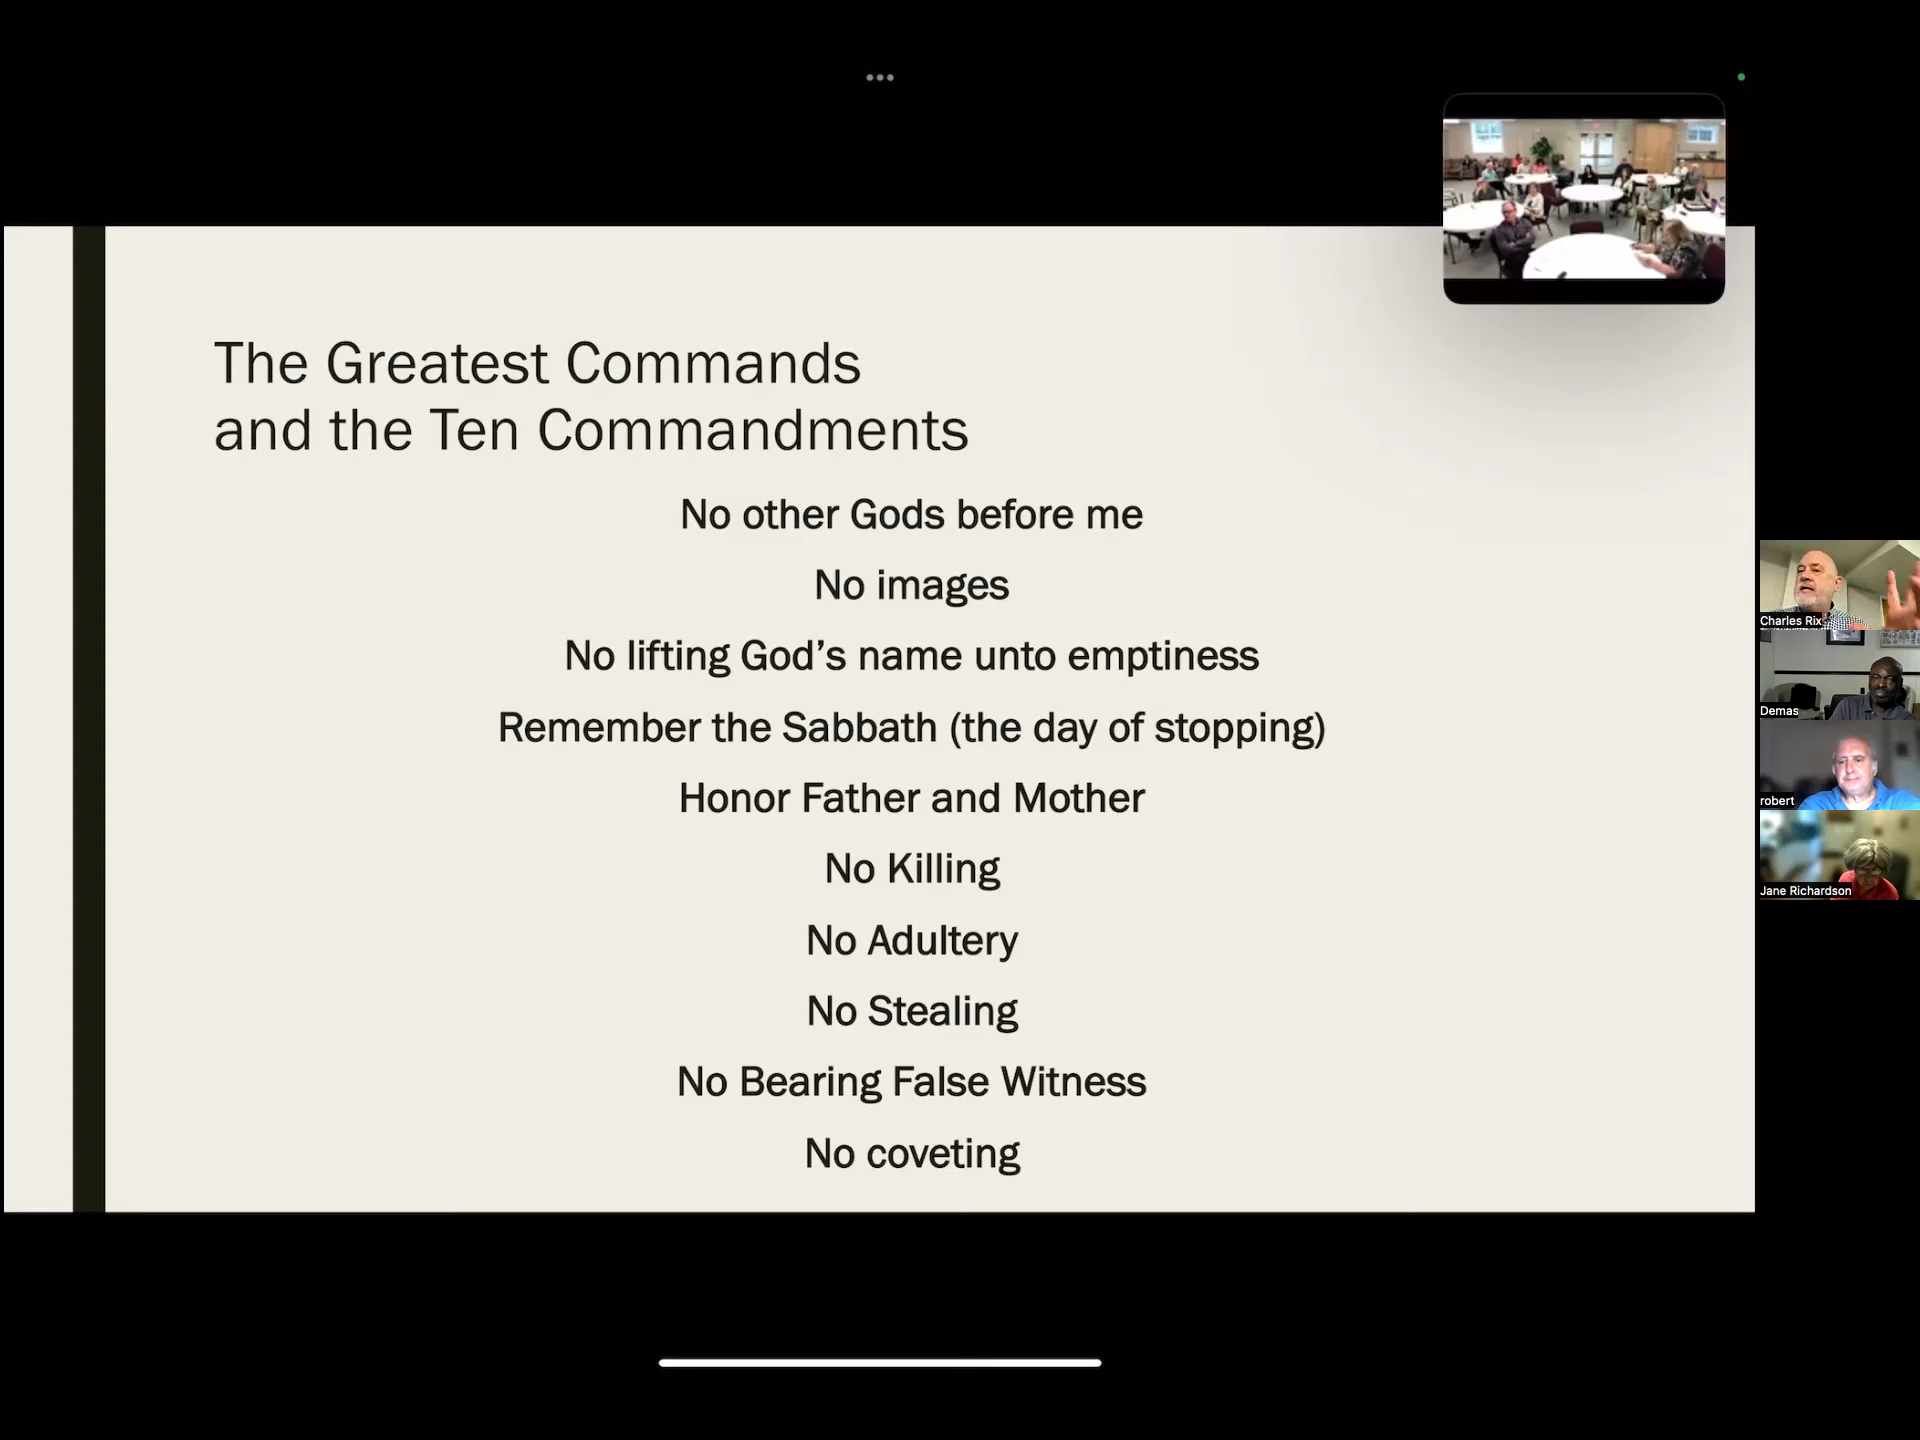 The Greatest Commands
and the Ten Commandments
No other Gods before me
No images
No lifting God’s name unto emptiness
Remember the Sabbath (the day of stopping)
Honor Father and Mother
No Killing
No Adultery
No Stealing
No Bearing False Witness
No coveting
Charles Rix
Demas
robert
Jane Richardson